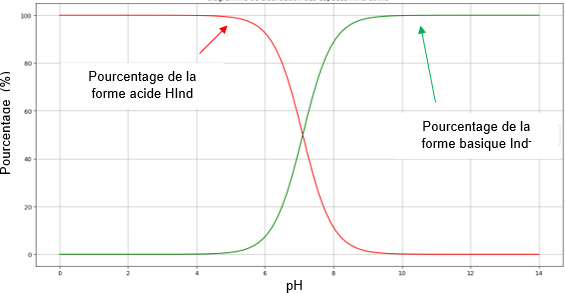 100
80
60
40
20
0
Pourcentage (%)
Pourcentage de la
forme acide HInd
Pourcentage de la
forme basique Ind-
0
2
4
6
8
10
12
14
pH